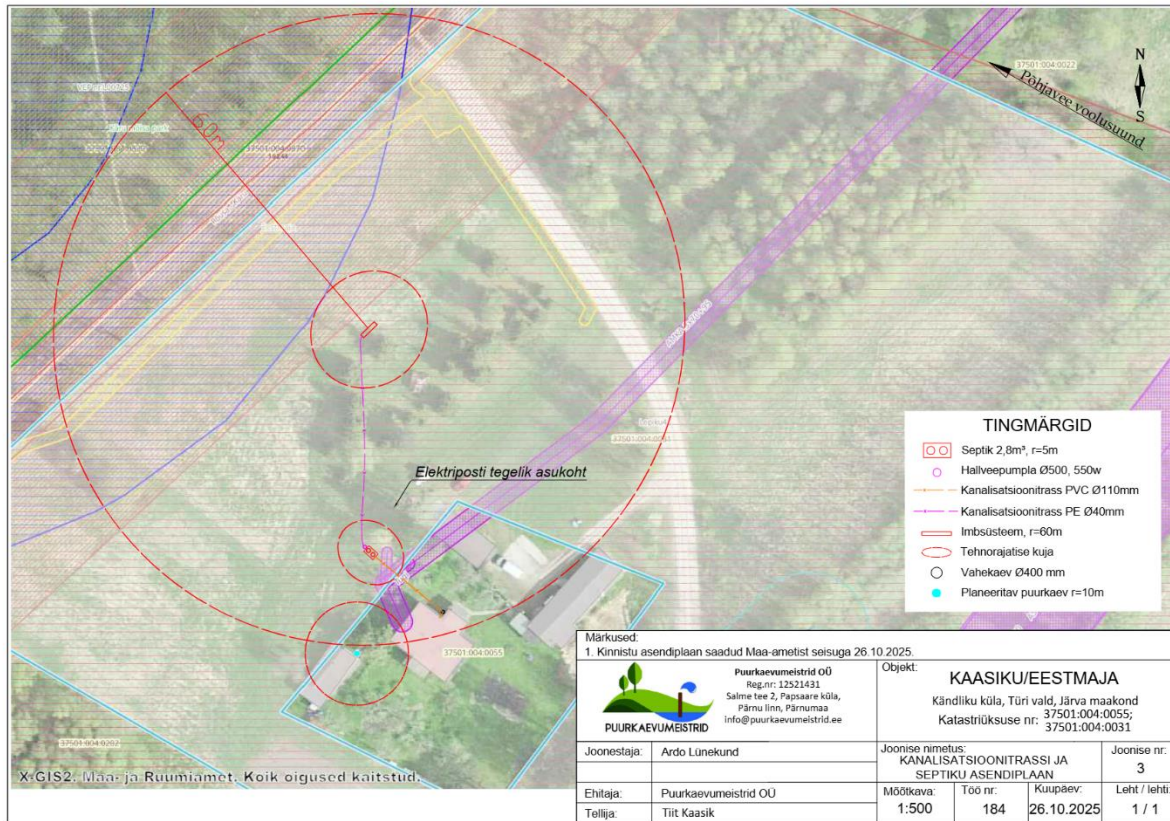 N
S
Põhjavee voolusuund
37501:004:0022
60m
37501:004:0031
Elektriposti tegelik asukoht
37501:004:0055
37501:004:0202
X-GIS2. Maa- ja Ruumiamet. Koik oigused kaitstud.
TINGMÄRGID
Septik 2,8m³, r=5m
Hallveepumpla Ø500, 550w
Kanalisatsioonitrass PVC Ø110mm
Kanalisatsioonitrass PE Ø40mm
Imbsüsteem, r=60m
Tehnorajatise kuja
Vahekaev Ø400 mm
Planeeritav puurkaev r=10m
Märkused:
1. Kinnistu asendiplaan saadud Maa-ametist seisuga 26.10.2025.
PUURKAEVUMEISTRID
Puurkaevumeistrid OÜ
Reg.nr: 12521431
Salme tee 2, Papsaare küla,
Pärnu linn, Pärnumaa
info@puurkaevumeistrid.ee
Objekt:
KAASIKU/EESTMAJA
Kändliku küla, Türi vald, Järva maakond
Katastriüksuse nr: 37501:004:0055;
37501:004:0031
Joonestaja: Ardo Lünekund
Joonise nimetus:
KANALISATSIOONITRASSI JA
SEPTIKU ASENDIPLAAN
Joonise nr:
3
Ehitaja: Puurkaevumeistrid OÜ
Tellija: Tiit Kaasik
Mõõtkava:
1:500
Töö nr:
184
Kuupäev:
26.10.2025
Leht / lehti:
1 / 1